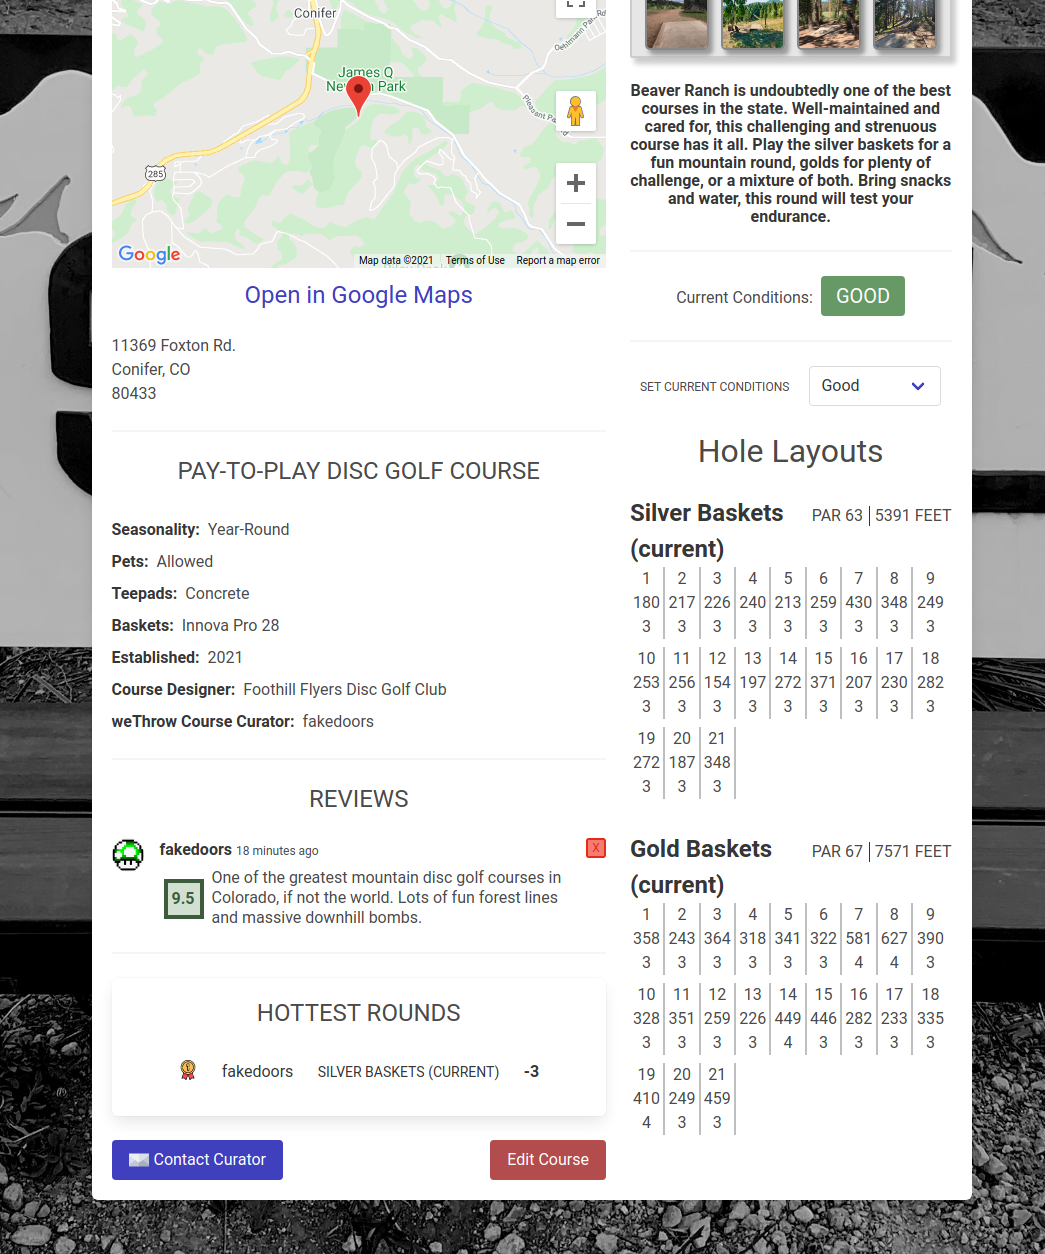 Conifer
Oehlmann Park Rd
James Q
Newton Park
Pleasant Park Rd
285
Google
Map data ©2021 Terms of Use Report a map error
Open in Google Maps
11369 Foxton Rd.
Conifer, CO
80433
PAY-TO-PLAY DISC GOLF COURSE
Seasonality: Year-Round
Pets: Allowed
Teepads: Concrete
Baskets: Innova Pro 28
Established: 2021
Course Designer: Foothill Flyers Disc Golf Club
weThrow Course Curator: fakedoors
REVIEWS
fakedoors 18 minutes ago X
9.5
One of the greatest mountain disc golf courses in
Colorado, if not the world. Lots of fun forest lines
and massive downhill bombs.
HOTTEST ROUNDS
1 fakedoors SILVER BASKETS (CURRENT) -3
Contact Curator Edit Course
Beaver Ranch is undoubtedly one of the best
courses in the state. Well-maintained and
cared for, this challenging and strenuous
course has it all. Play the silver baskets for a
fun mountain round, golds for plenty of
challenge, or a mixture of both. Bring snacks
and water, this round will test your
endurance.
Current Conditions: GOOD
SET CURRENT CONDITIONS Good
Hole Layouts
Silver Baskets PAR 63 | 5391 FEET
(current)
1 2 3 4 5 6 7 8 9
180 217 226 240 213 259 430 348 249
3 3 3 3 3 3 3 3 3
10 11 12 13 14 15 16 17 18
253 256 154 197 272 371 207 230 282
3 3 3 3 3 3 3 3 3
19 20 21
272 187 348
3 3 3
Gold Baskets PAR 67 | 7571 FEET
(current)
1 2 3 4 5 6 7 8 9
358 243 364 318 341 322 581 627 390
3 3 3 3 3 3 4 4 3
10 11 12 13 14 15 16 17 18
328 351 259 226 449 446 282 233 335
3 3 3 3 4 3 3 3 3
19 20 21
410 249 459
4 3 3